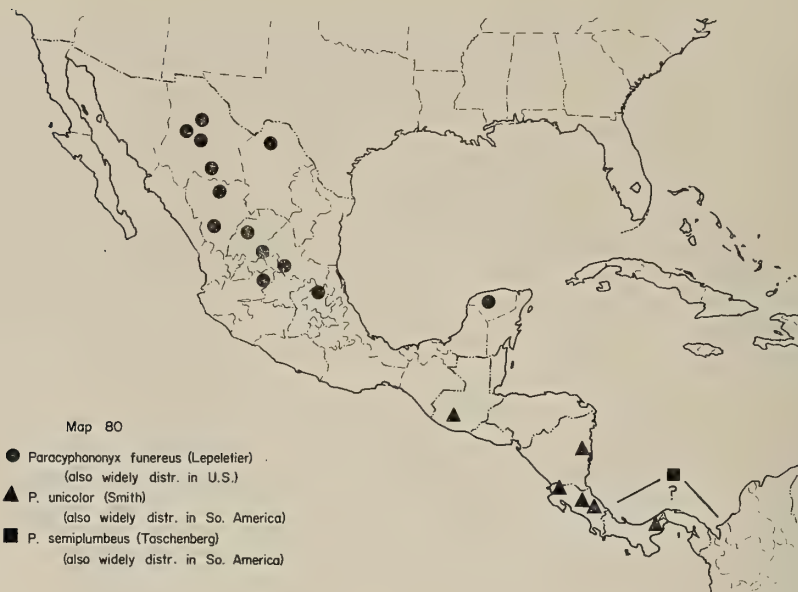 ?
Map 80
Paracyphononyx funereus (Lepeletier)
(also widely distr. in U.S.)
P. unicolor (Smith)
(also widely distr. in So. America)
P. semiplumbeus (Taschenberg)
(also widely distr. in So. America)